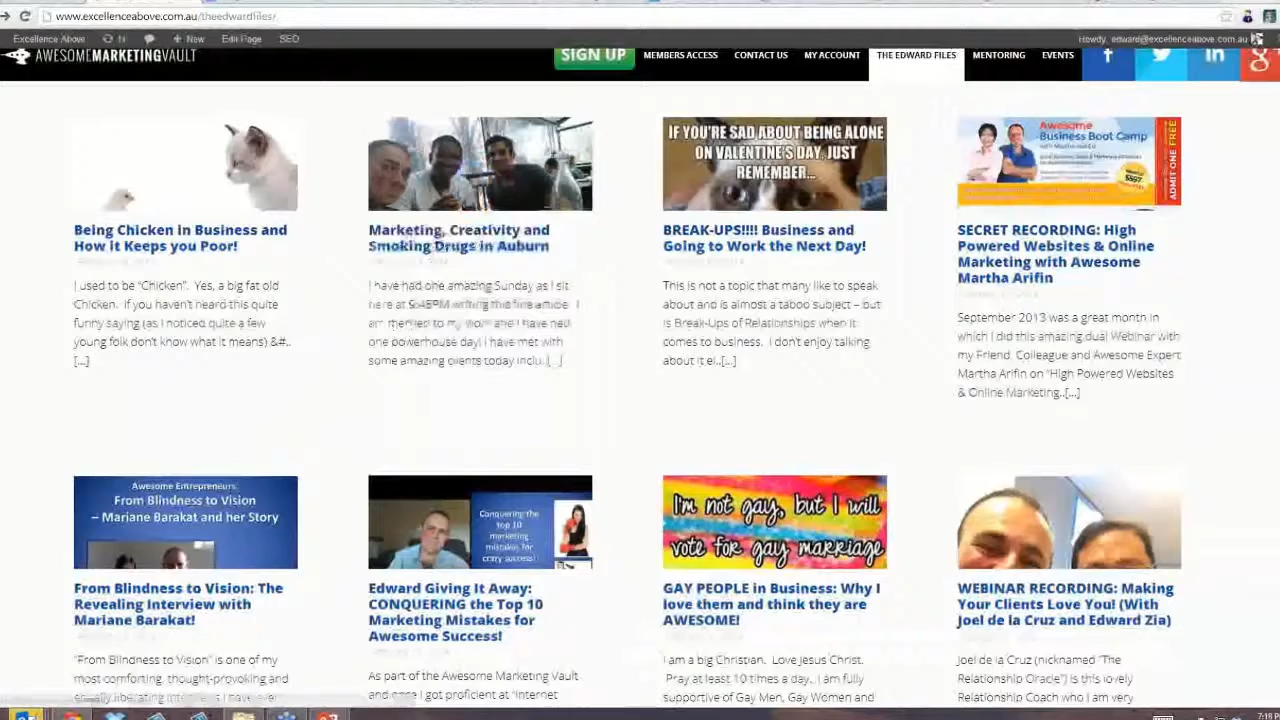 www.excellenceabove.com.au/theedwardfiles/
Excellence Above
New
Edit Page
SEO
Howdy, edward@excellenceabove.com.au
AWESOMEMARKETINGVAULT
SIGN UP
MEMBERS ACCESS
CONTACT US
MY ACCOUNT
THE EDWARD FILES
MENTORING
EVENTS
Being Chicken in Business and
How it Keeps you Poor!
I used to be “Chicken”. Yes, a big fat old
Chicken. If you haven’t heard this quite
funny saying (as I noticed quite a few
young folk don’t know what it means) &#..
[...]
Marketing, Creativity and
Smoking Drugs in Auburn
I have had one amazing Sunday as I sit
here at
one powerhouse day! I have met with
some amazing clients today inclu.[...]
IF YOU'RE SAD ABOUT BEING ALONE
ON VALENTINE'S DAY, JUST
REMEMBER...
BREAK-UPS!!!! Business and
Going to Work the Next Day!
This is not a topic that many like to speak
about and is almost a taboo subject – but
is Break-Ups of Relationships when it
comes to business. I don’t enjoy talking
about it ei..[...]
Awesome
Business Boot Camp
ADMIT ONE FREE
SECRET RECORDING: High
Powered Websites & Online
Marketing with Awesome
Martha Arifin
September 2013 was a great month in
which I did this amazing dual Webinar with
my Friend, Colleague and Awesome Expert
Martha Arifin on “High Powered Websites
& Online Marketing..[...]
Awesome Entrepreneurs:
From Blindness to Vision
– Mariane Barakat and her Story
From Blindness to Vision: The
Revealing Interview with
Mariane Barakat!
“From Blindness to Vision” is one of my
most comforting, thought-provoking and
Conquering the
top 10
marketing
mistakes for
every success!
Edward Giving It Away:
CONQUERING the Top 10
Marketing Mistakes for
Awesome Success!
As part of the Awesome Marketing Vault
and once I got proficient at “Internet
I'm not gay, but I will
vote for gay marriage
GAY PEOPLE in Business: Why I
love them and think they are
AWESOME!
I am a big Christian. Love Jesus Christ.
Pray at least 10 times a day. I am fully
supportive of Gay Men, Gay Women and
WEBINAR RECORDING: Making
Your Clients Love You! (With
Joel de la Cruz and Edward Zia)
Joel de la Cruz (nicknamed “The
Relationship Oracle”) is this lovely
Relationship Coach who I am very